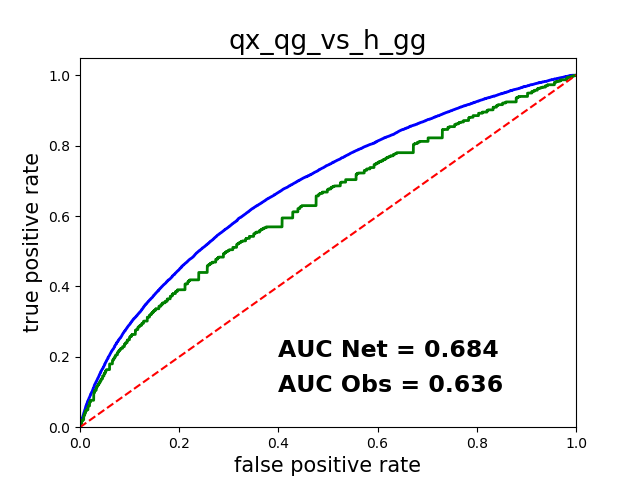 qx_qg_vs_h_gg
true positive rate
1.0
0.8
0.6
0.4
0.2
0.0
AUC Net = 0.684
AUC Obs = 0.636
0.0 0.2 0.4 0.6 0.8 1.0
false positive rate